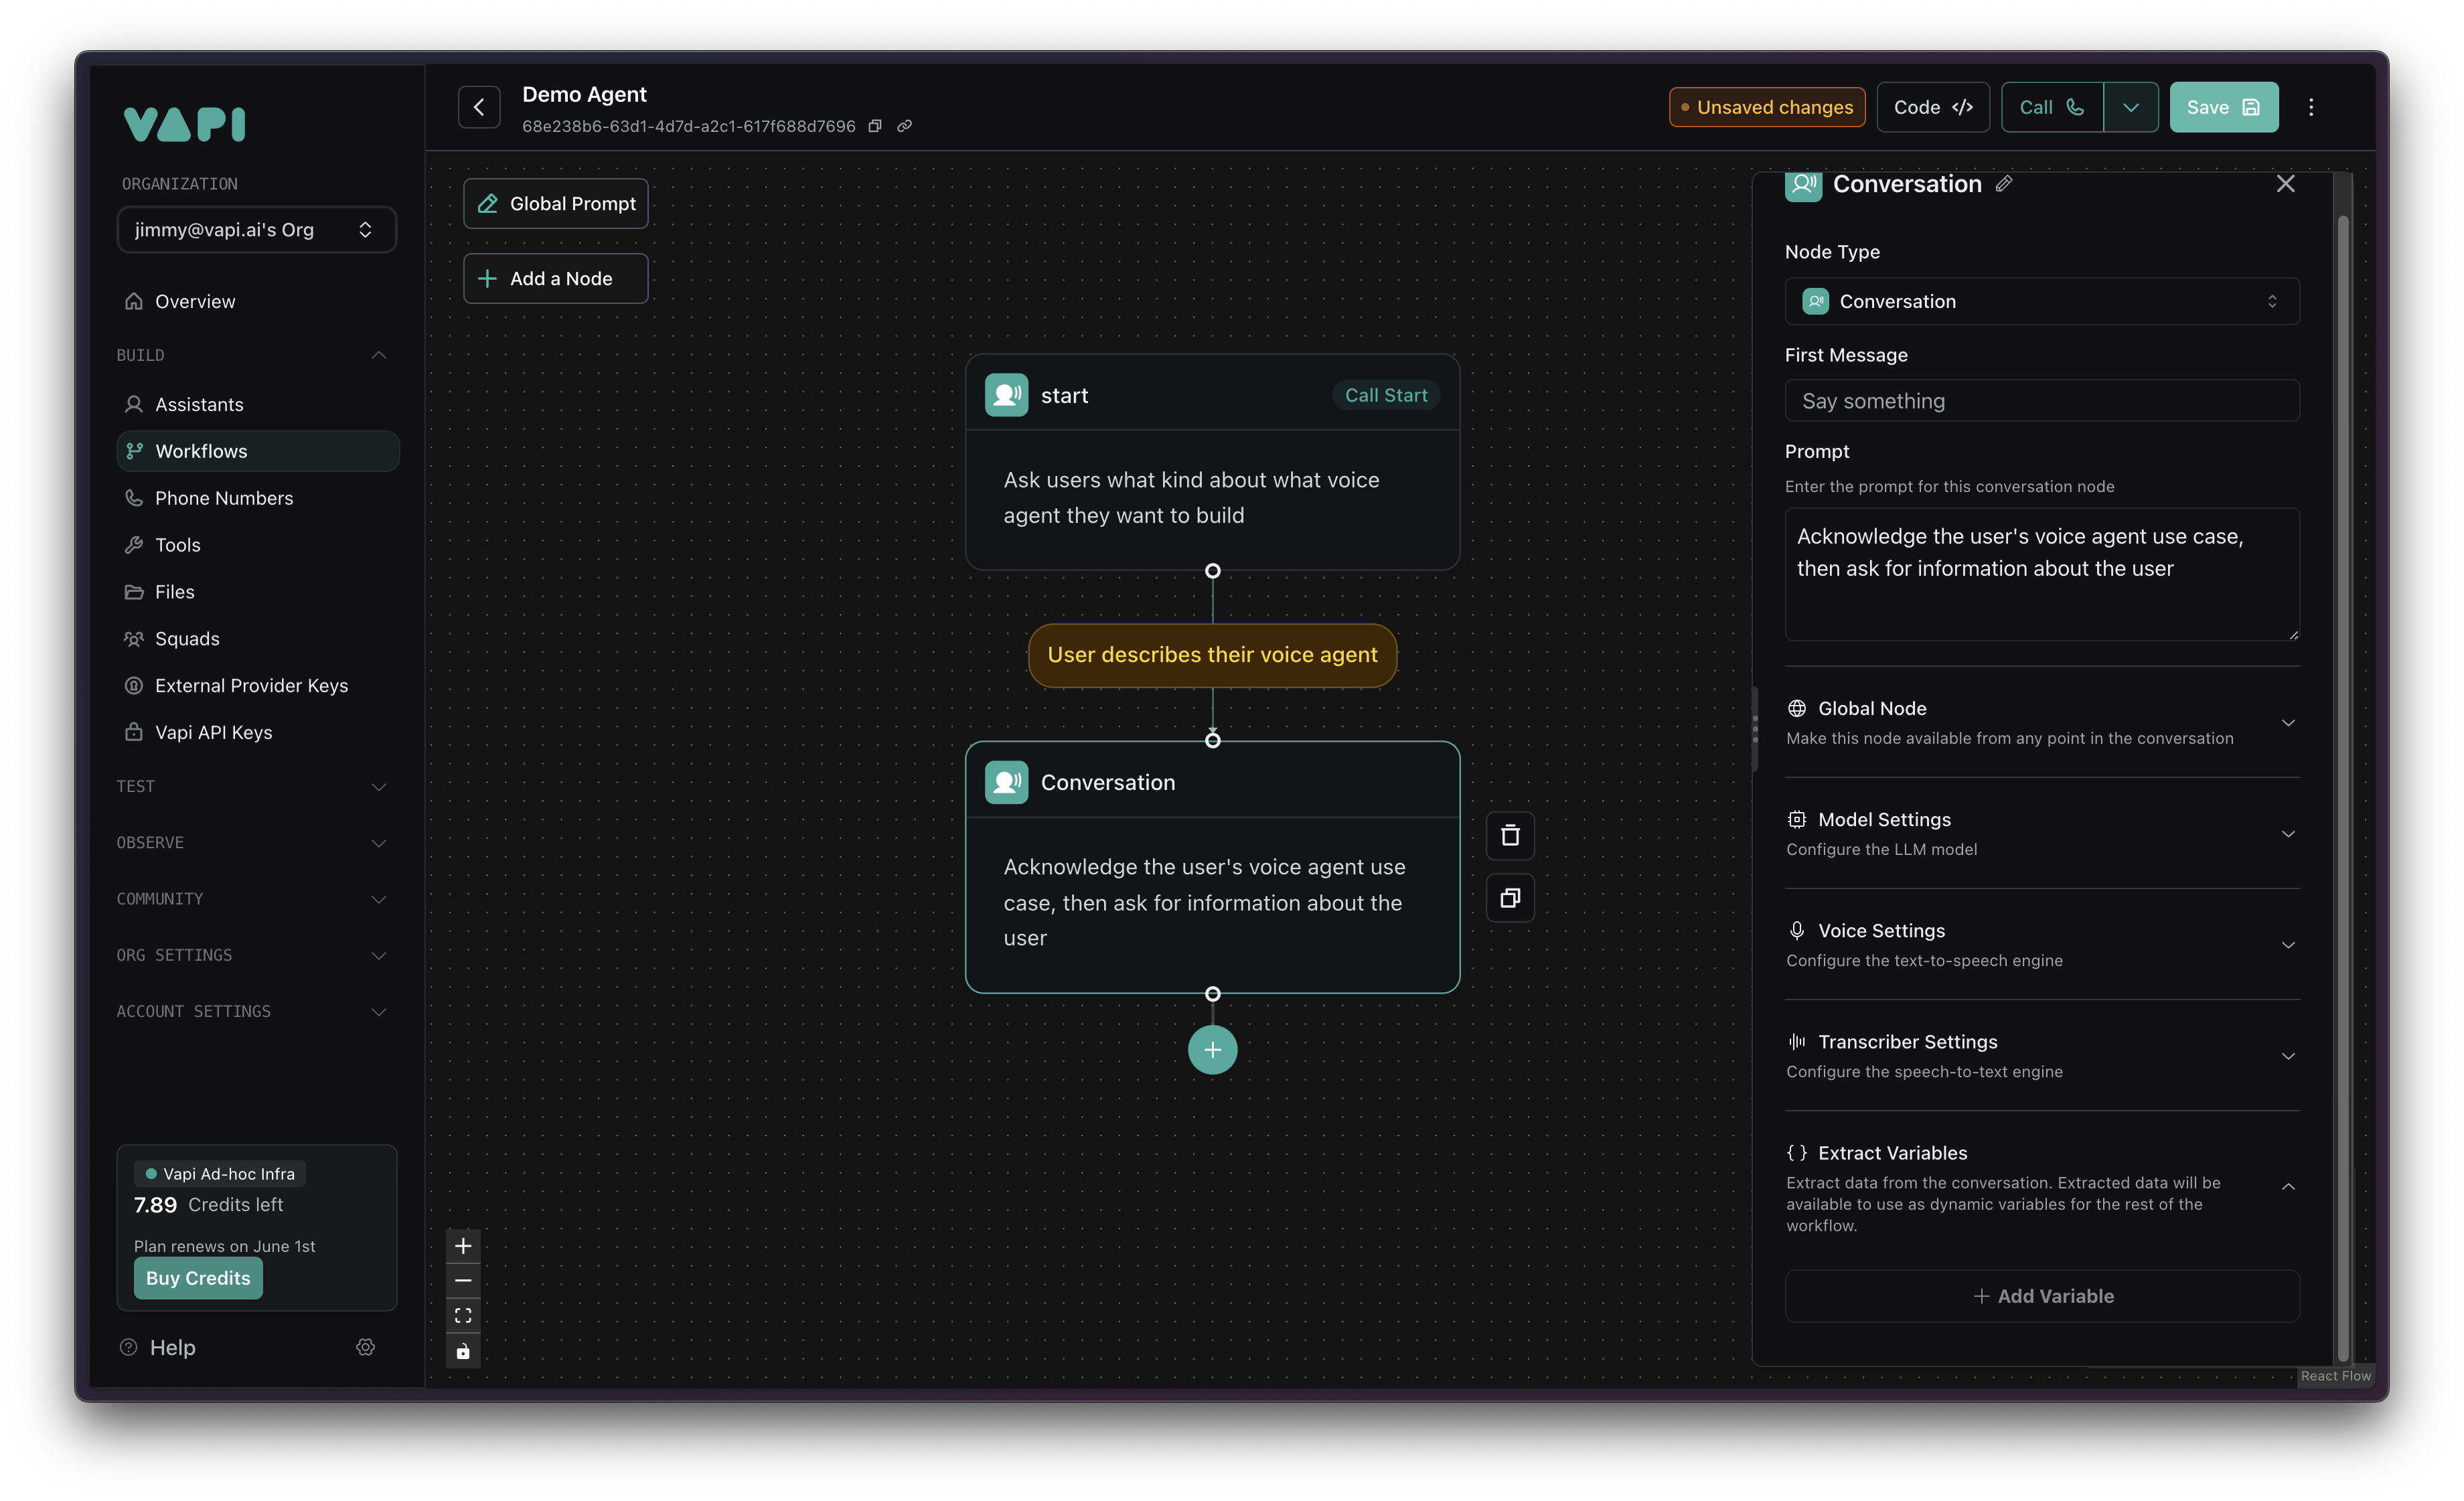 VAPI
ORGANIZATION
jimmy@vapi.ai's Org
Overview
BUILD
Assistants
Workflows
Phone Numbers
Tools
Files
Squads
External Provider Keys
Vapi API Keys
TEST
OBSERVE
COMMUNITY
ORG SETTINGS
ACCOUNT SETTINGS
Vapi Ad-hoc Infra
7.89 Credits left
Plan renews on June 1st
Buy Credits
Help
Demo Agent
68e238b6-63d1-4d7d-a2c1-617f688d7696
Unsaved changes
Code </>
Call
Save
Global Prompt
Add a Node
start
Call Start
Ask users what kind about what voice
agent they want to build
User describes their voice agent
Conversation
Acknowledge the user's voice agent use
case, then ask for information about the
user
Conversation
Node Type
Conversation
First Message
Say something
Prompt
Enter the prompt for this conversation node
Acknowledge the user's voice agent use case,
then ask for information about the user
Global Node
Make this node available from any point in the conversation
Model Settings
Configure the LLM model
Voice Settings
Configure the text-to-speech engine
Transcriber Settings
Configure the speech-to-text engine
{ } Extract Variables
Extract data from the conversation. Extracted data will be
available to use as dynamic variables for the rest of the
workflow.
+ Add Variable
React Flow